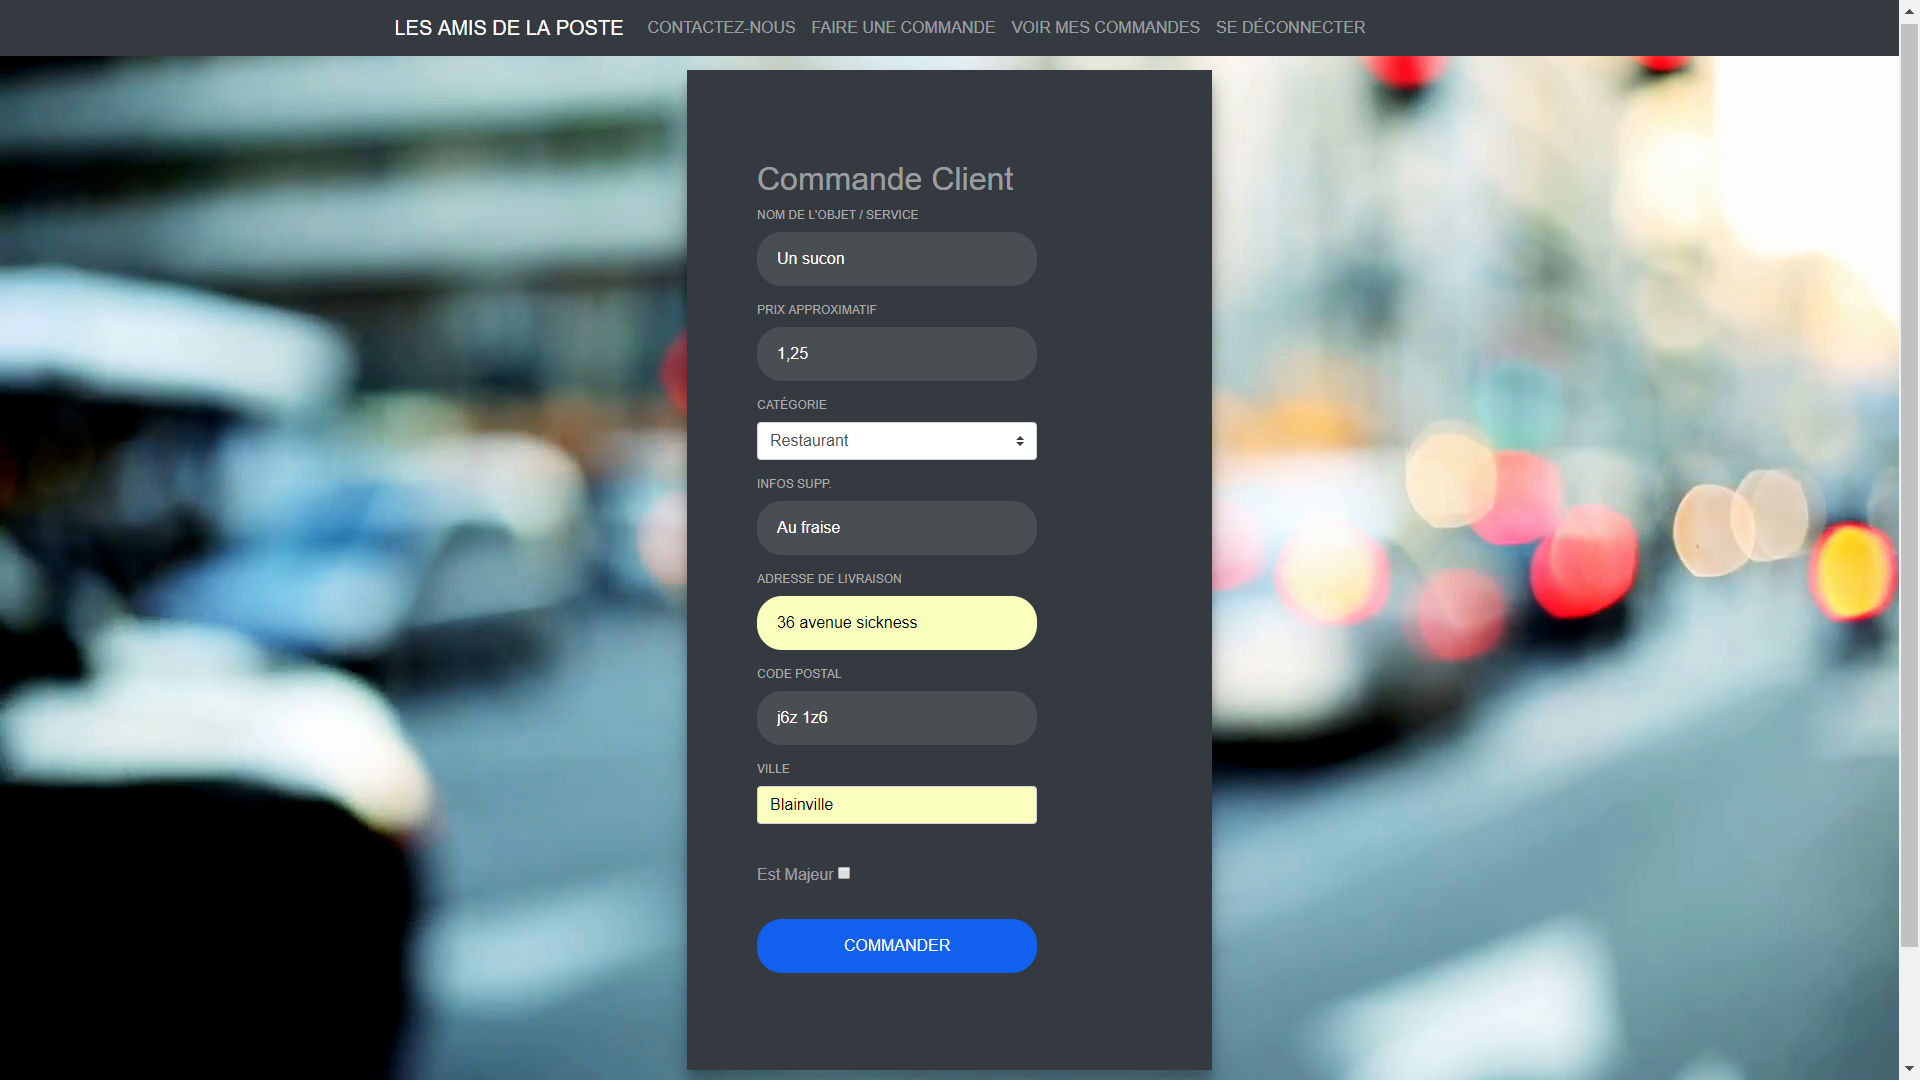 LES AMIS DE LA POSTE CONTACTEZ-NOUS FAIRE UNE COMMANDE VOIR MES COMMANDES SE DÉCONNECTER
Commande Client
NOM DE L'OBJET / SERVICE
Un sucon
PRIX APPROXIMATIF
1,25
CATÉGORIE
Restaurant
INFOS SUPP.
Au fraise
ADRESSE DE LIVRAISON
36 avenue sickness
CODE POSTAL
j6z 1z6
VILLE
Blainville
Est Majeur
COMMANDER